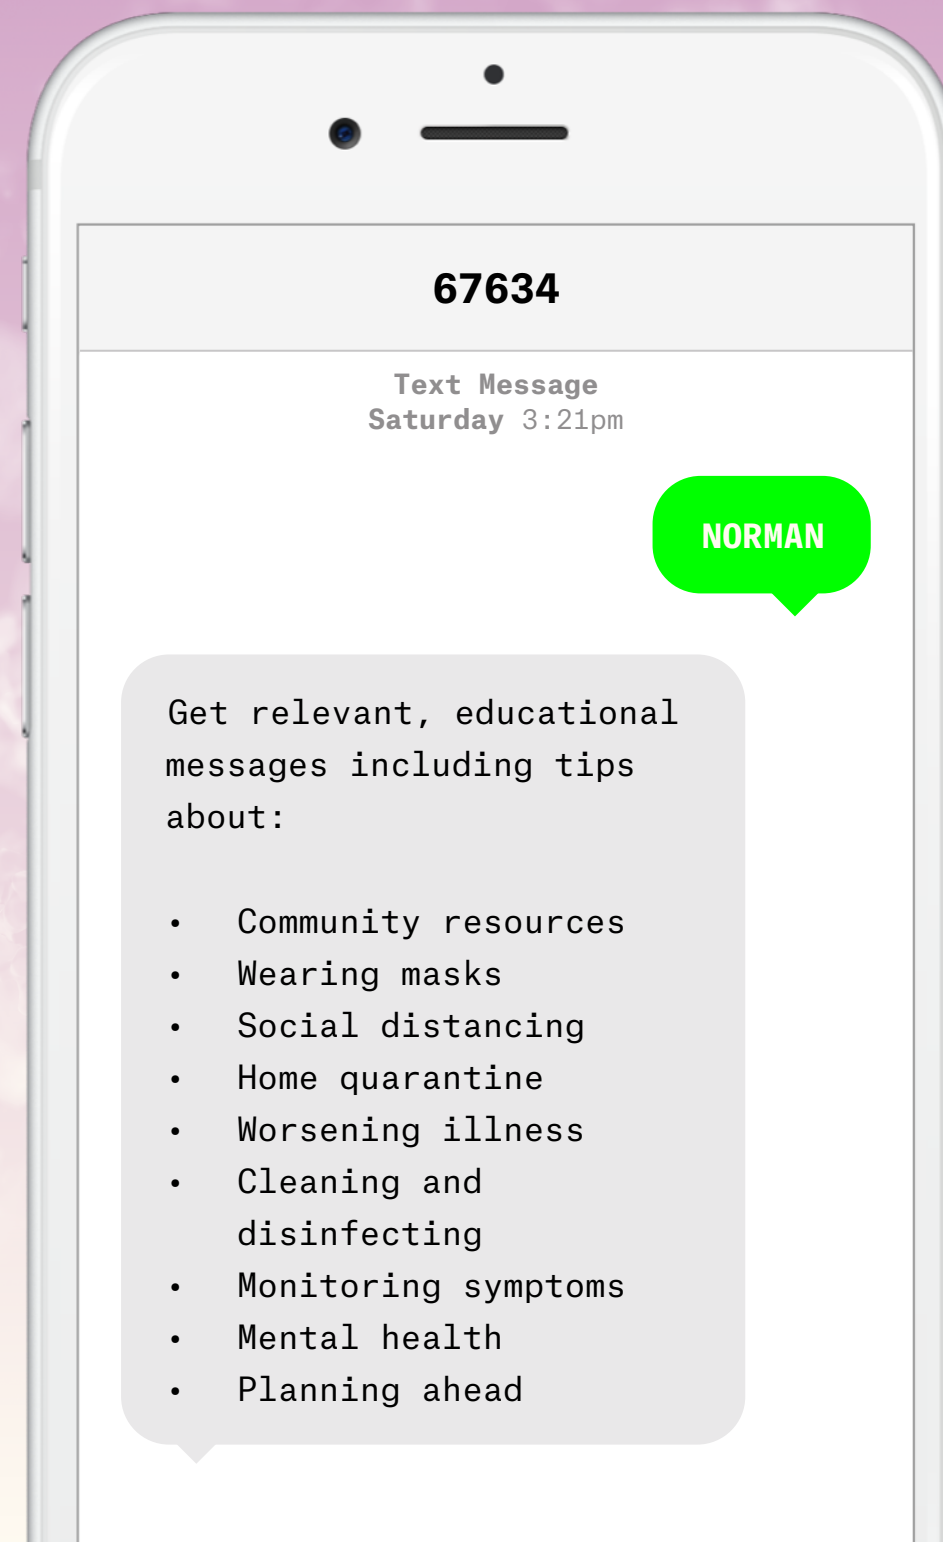 67634
Text Message
Saturday 3:21pm
NORMAN
Get relevant, educational
messages including tips
about:
• Community resources
• Wearing masks
• Social distancing
• Home quarantine
• Worsening illness
• Cleaning and
disinfecting
• Monitoring symptoms
• Mental health
• Planning ahead